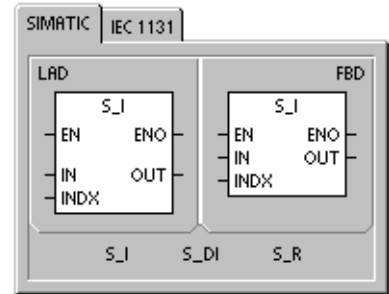 SIMATIC IEC 1131
LAD FBD
S_I S_I
EN ENO EN ENO
IN OUT IN OUT
INDX INDX
S_I S_DI S_R